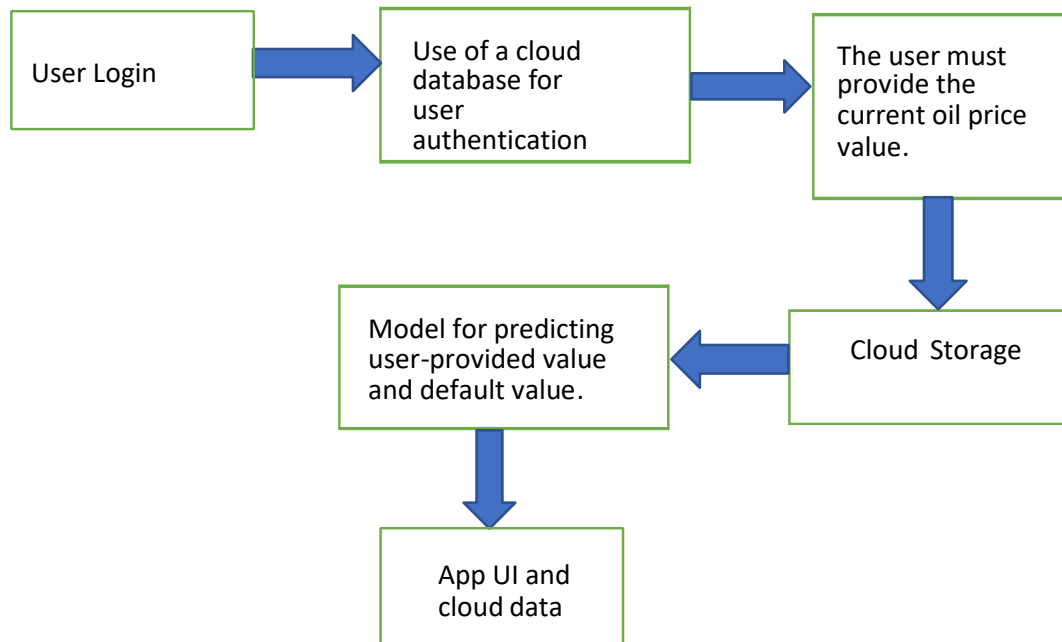 User Login
Use of a cloud
database for
user
authentication
The user must
provide the
current oil price
value.
Cloud Storage
Model for predicting
user-provided value
and default value.
App UI and
cloud data